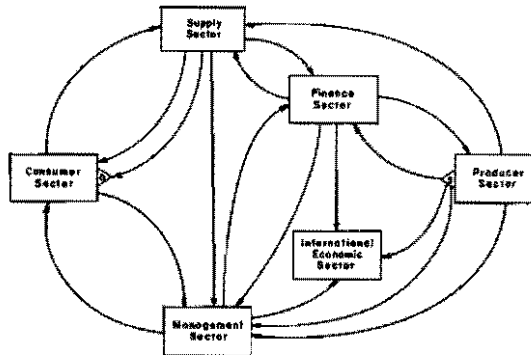 Supply
Sector
Finance
Sector
Consumer
Sector
Producer
Sector
International
Economic
Sector
Management
Sector